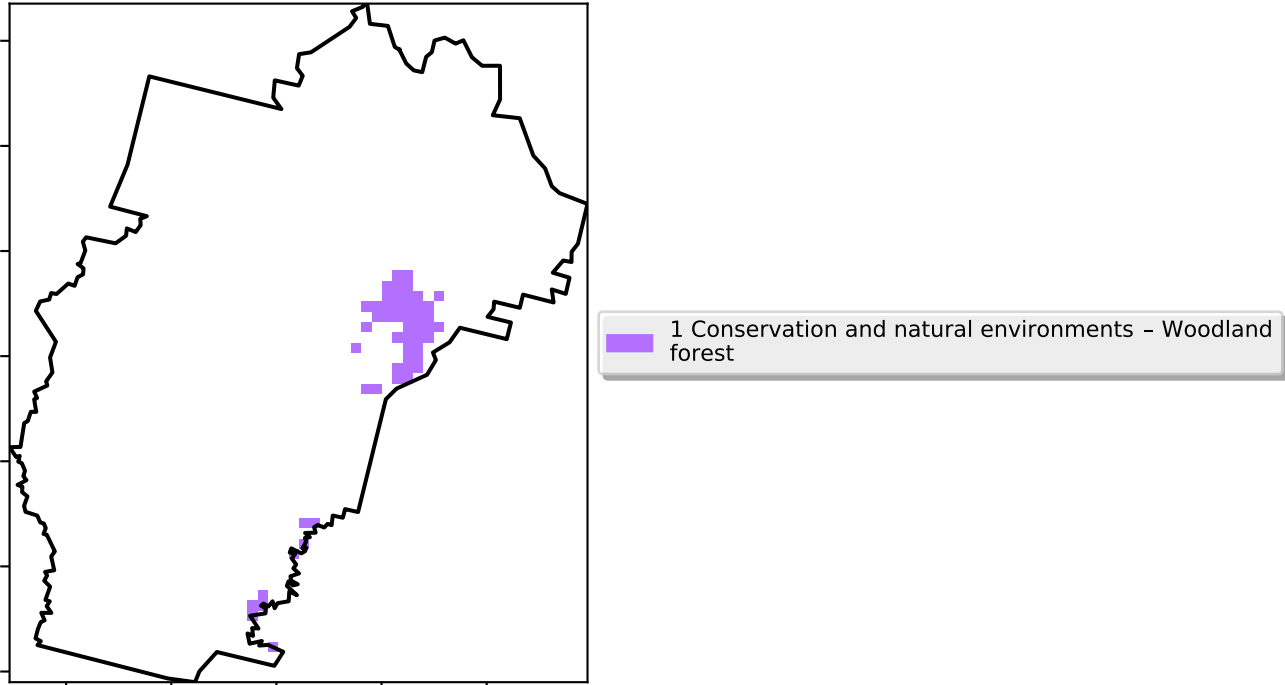 1 Conservation and natural environments – Woodland
forest